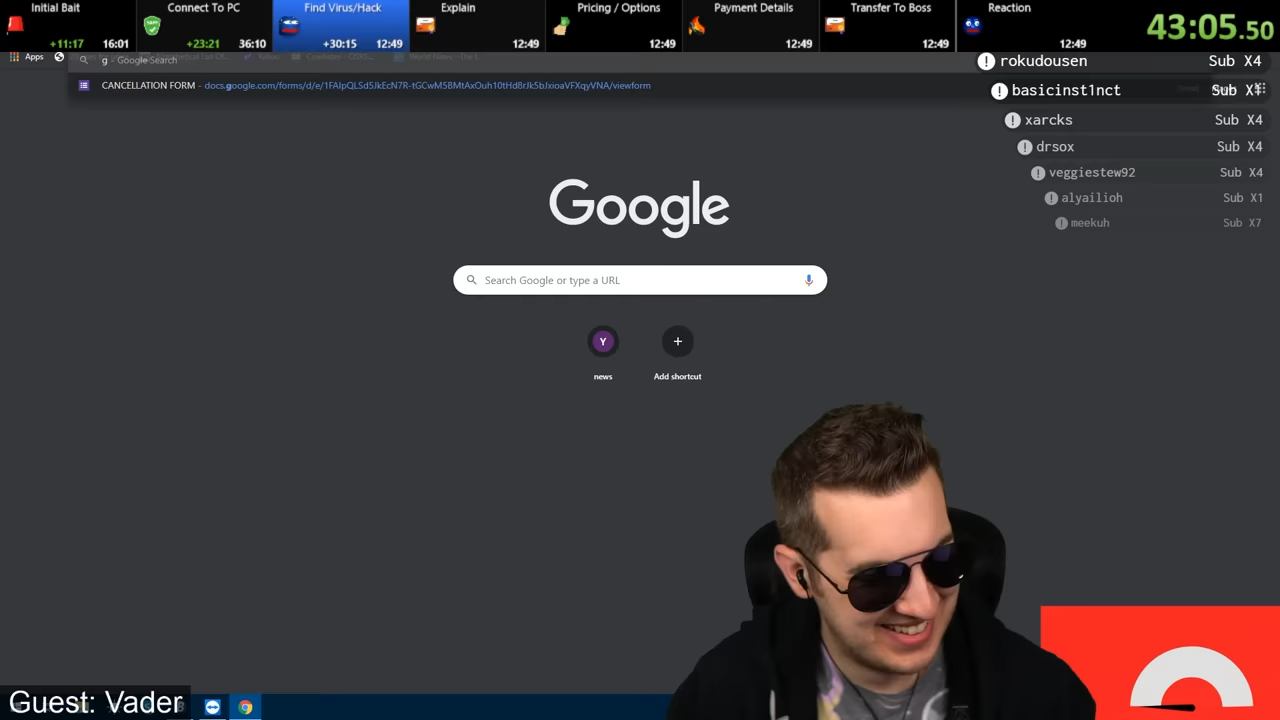 Initial Bait
+11:17 16:01
Connect To PC
+23:21 36:10
Find Virus/Hack
+30:15 12:49
Explain
12:49
Pricing / Options
12:49
Payment Details
12:49
Transfer To Boss
12:49
Reaction
12:49
43:05.50
Apps
g - Google Search
CANCELLATION FORM - docs.google.com/forms/d/e/1FAIpQLSd5JkEcN7R-tGCwM5BMtAxOuh10tHd8rJk5bJxioaVFXqyVNA/viewform
rokudousen Sub X4
basicinst1nct Sub X1
xarcks Sub X4
drsox Sub X4
veggiestew92 Sub X4
alyailioh Sub X1
meekuh Sub X7
Google
Search Google or type a URL
Y
news
Add shortcut
Guest: Vader